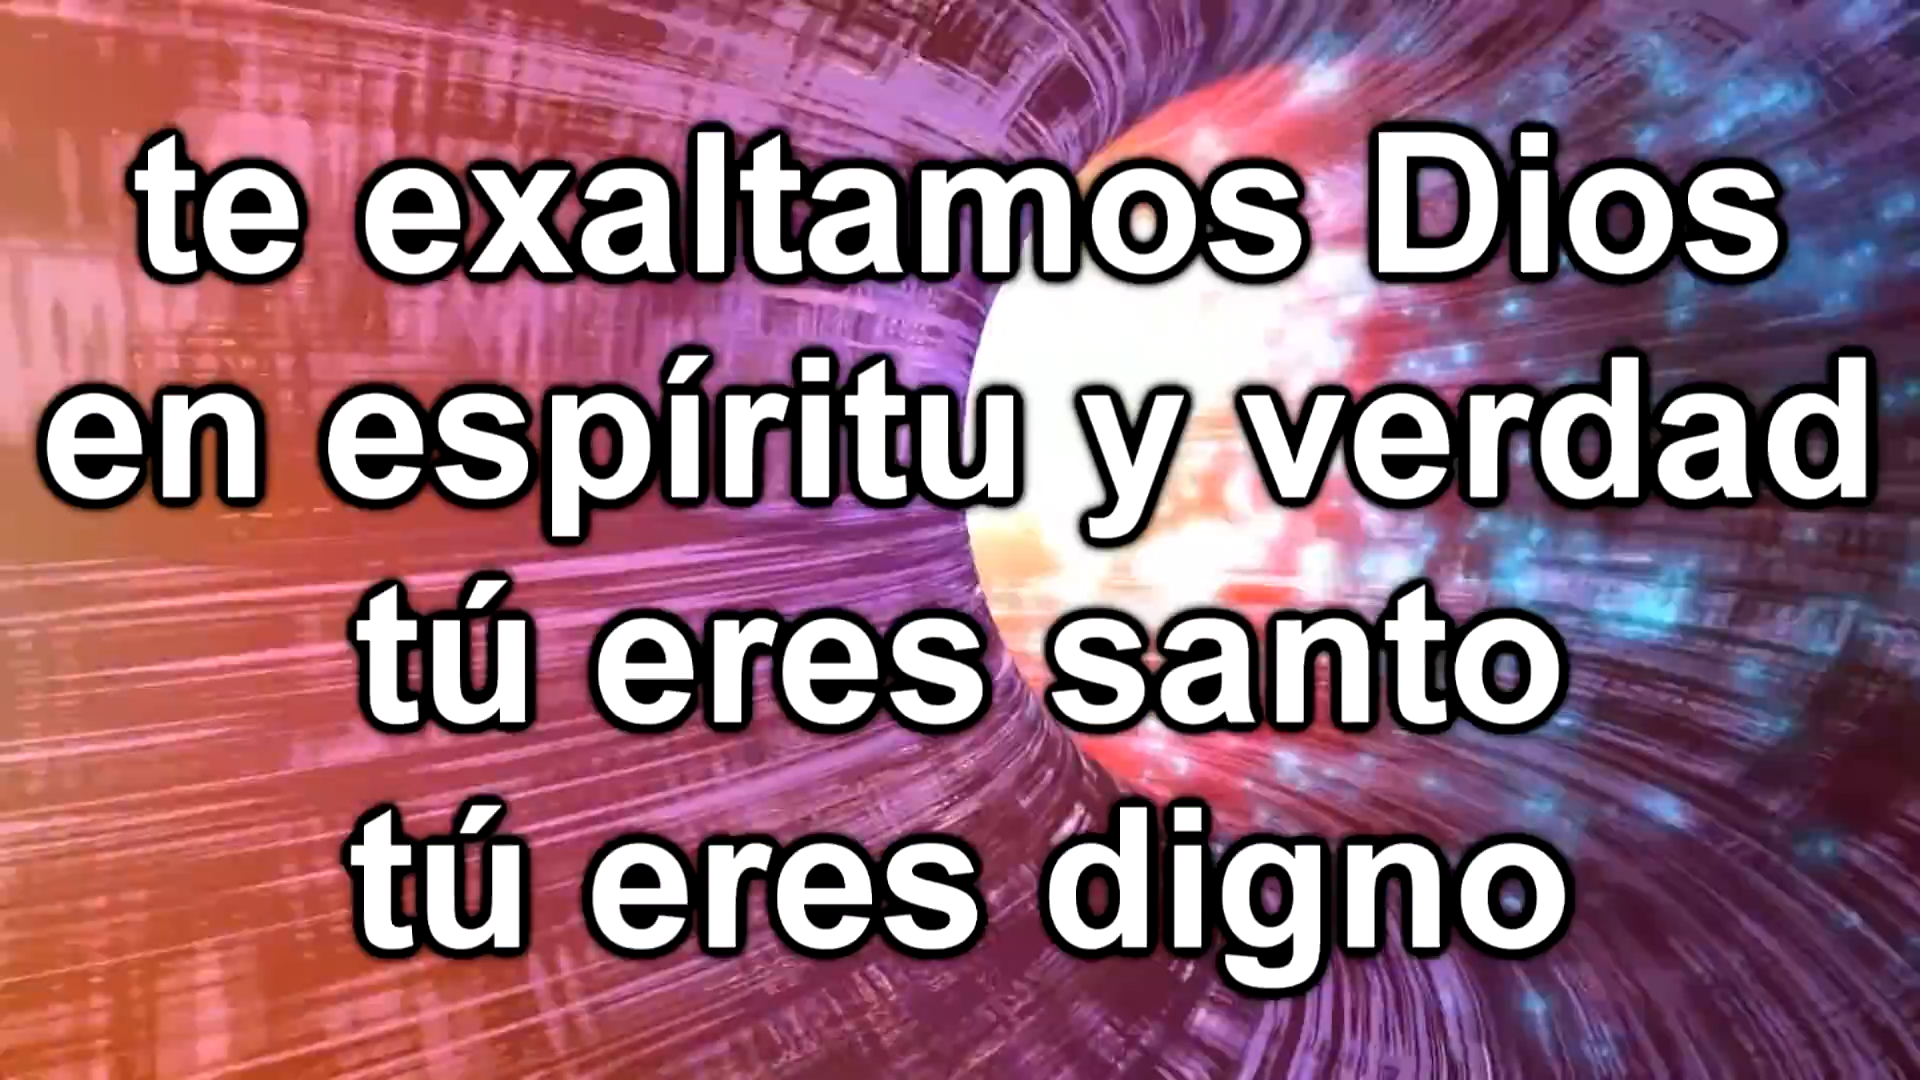 te exaltamos Dios
en espíritu y verdad
tú eres santo
tú eres digno